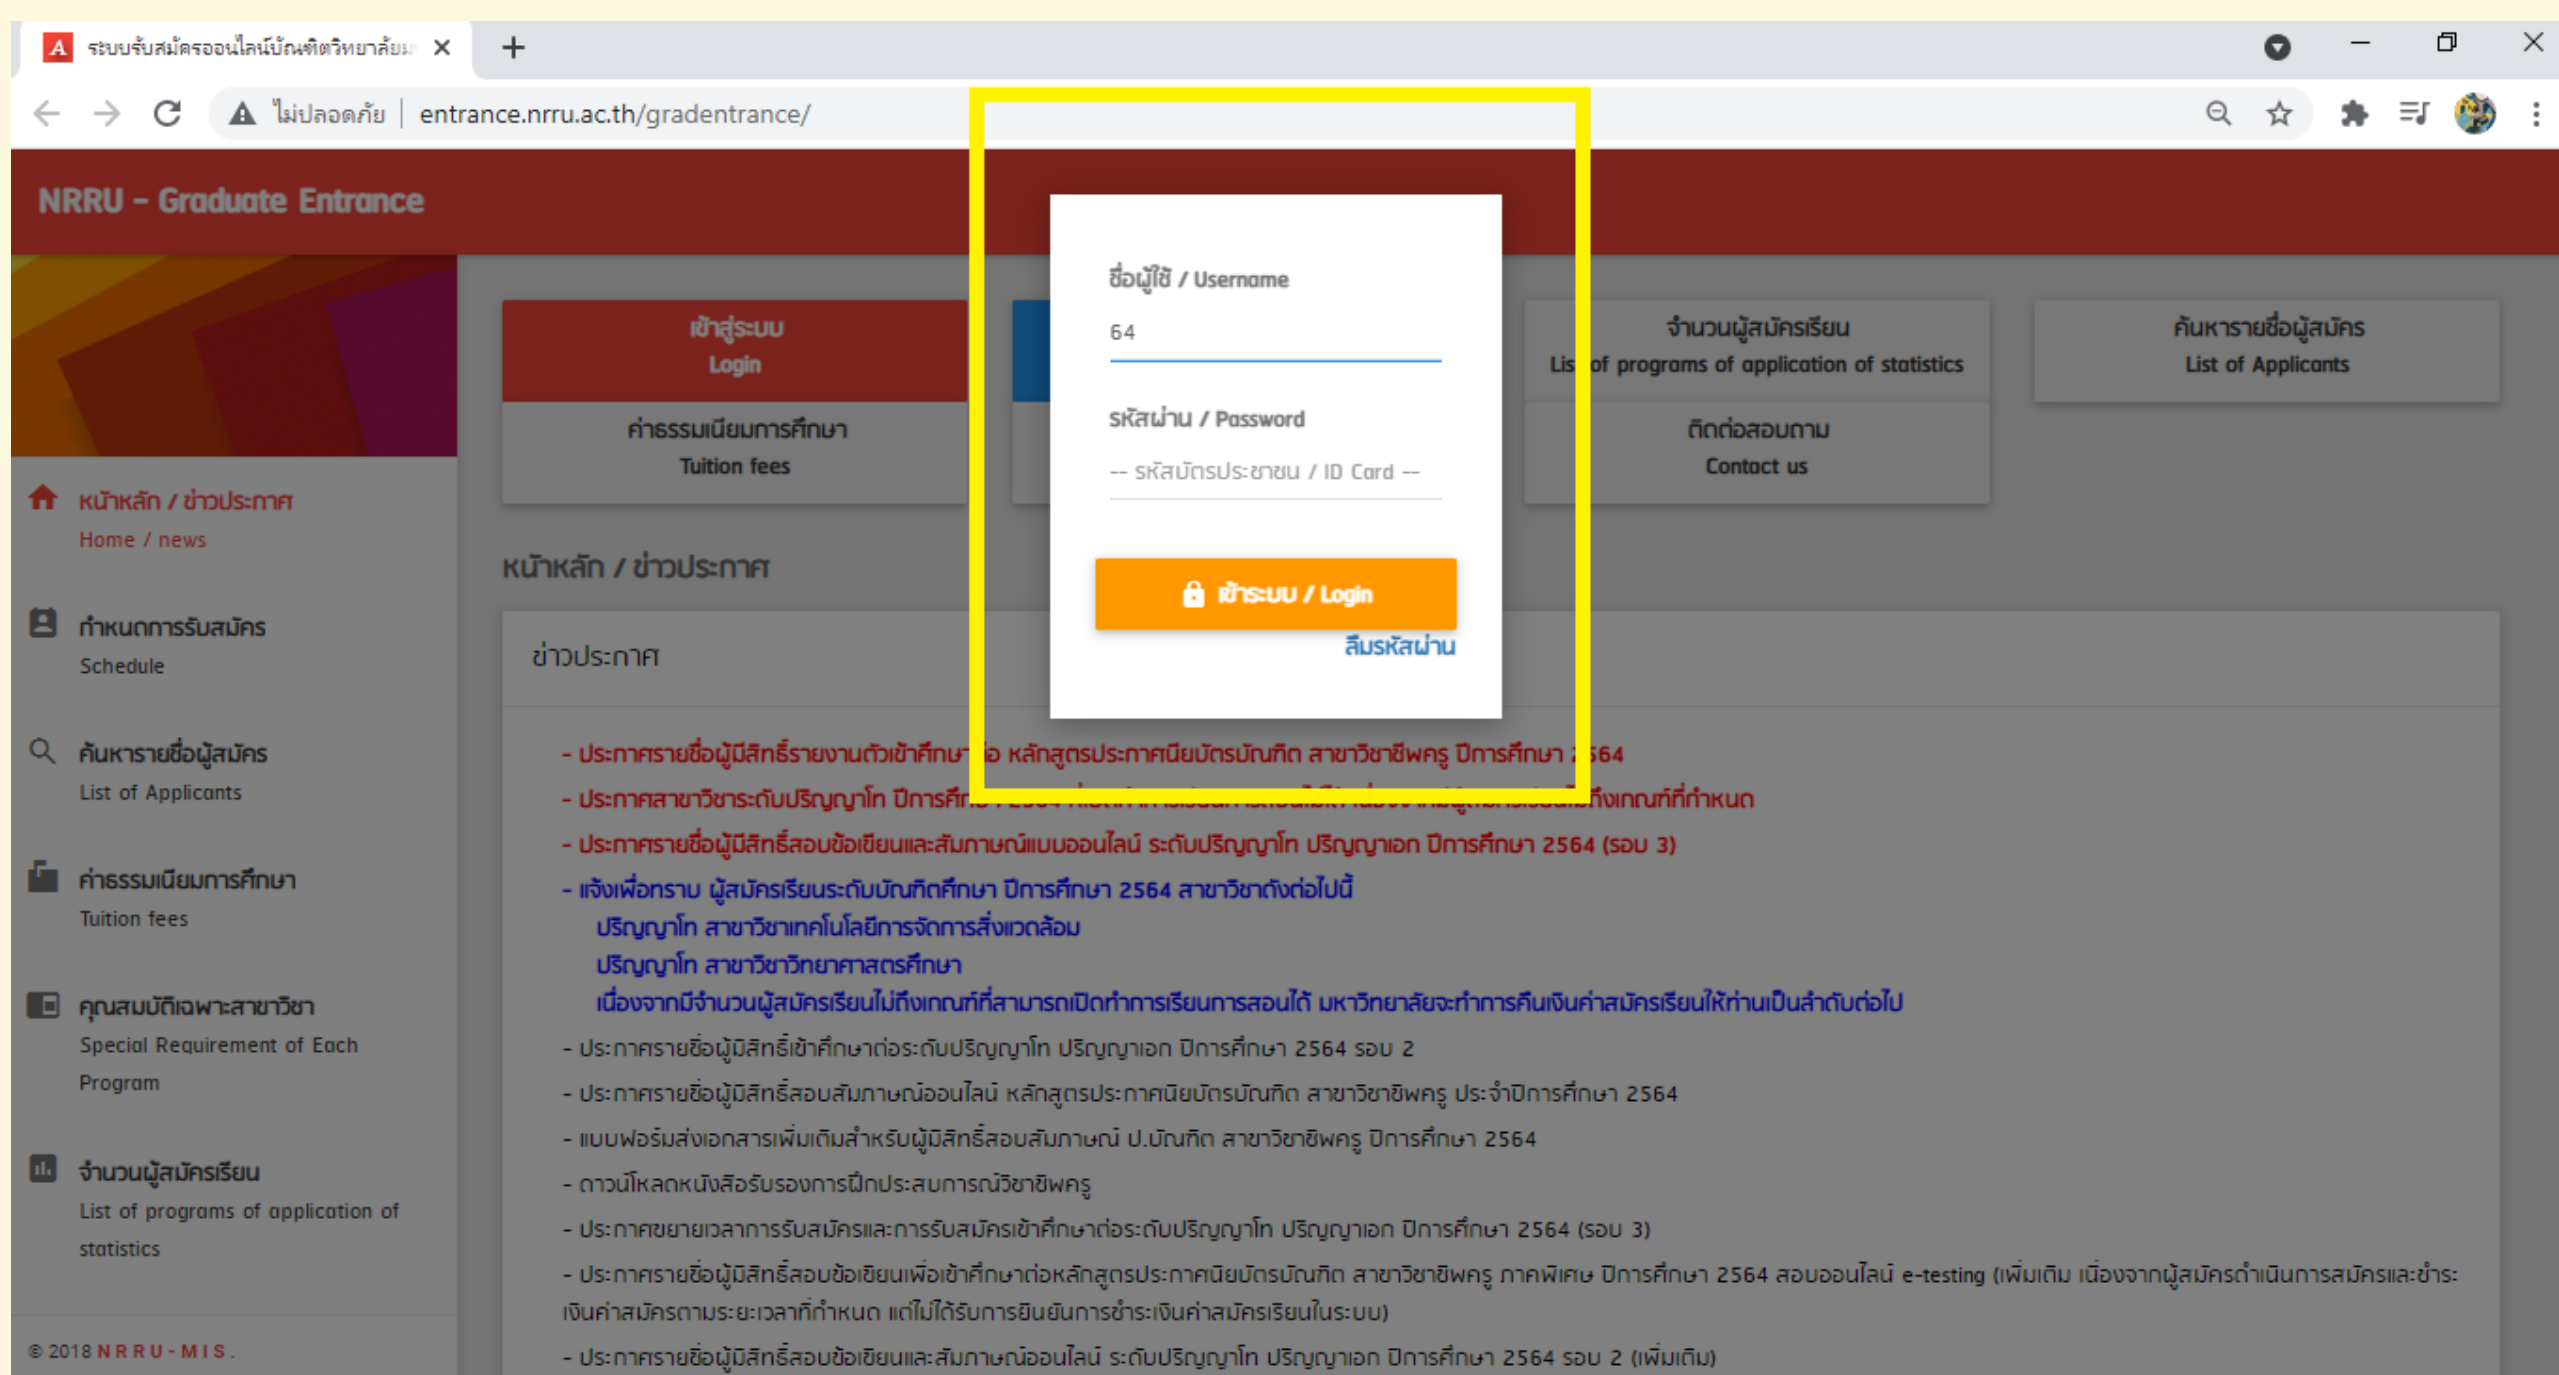 ระบบรับสมัครออนไลน์บัณฑิตวิทยาลัยม
ไม่ปลอดภัย | entrance.nrru.ac.th/gradentrance/
NRRU - Graduate Entrance
ชื่อผู้ใช้ / Username
64
รหัสผ่าน / Password
-- รหัสบัตรประชาชน / ID Card --
เข้าระบบ / Login
ลืมรหัสผ่าน
เข้าสู่ระบบ
Login
จำนวนผู้สมัครเรียน
List of programs of application of statistics
ค้นหารายชื่อผู้สมัคร
List of Applicants
ค่าธรรมเนียมการศึกษา
Tuition fees
ติดต่อสอบถาม
Contact us
หน้าหลัก / ข่าวประกาศ
Home / news
กำหนดการรับสมัคร
Schedule
ค้นหารายชื่อผู้สมัคร
List of Applicants
ค่าธรรมเนียมการศึกษา
Tuition fees
คุณสมบัติเฉพาะสาขาวิชา
Special Requirement of Each
Program
จำนวนผู้สมัครเรียน
List of programs of application of
statistics
© 2018 NRRU-MIS.
หน้าหลัก / ข่าวประกาศ
ข่าวประกาศ
- ประกาศรายชื่อผู้มีสิทธิ์รายงานตัวเข้าศึกษาต่อ หลักสูตรประกาศนียบัตรบัณฑิต สาขาวิชาชีพครู ปีการศึกษา 2564
- ประกาศสาขาวิชาระดับปริญญาโท ปีการศึกษา 2564 ที่เปิดทำการเรียนการสอนไม่ได้ เนื่องจากมีผู้สมัครเรียนไม่ถึงเกณฑ์ที่กำหนด
- ประกาศรายชื่อผู้มีสิทธิ์สอบข้อเขียนและสัมภาษณ์แบบออนไลน์ ระดับปริญญาโท ปริญญาเอก ปีการศึกษา 2564 (รอบ 3)
- แจ้งเพื่อทราบ ผู้สมัครเรียนระดับบัณฑิตศึกษา ปีการศึกษา 2564 สาขาวิชาดังต่อไปนี้
ปริญญาโท สาขาวิชาเทคโนโลยีการจัดการสิ่งแวดล้อม
ปริญญาโท สาขาวิชาวิทยาศาสตรศึกษา
เนื่องจากมีจำนวนผู้สมัครเรียนไม่ถึงเกณฑ์ที่สามารถเปิดทำการเรียนการสอนได้ มหาวิทยาลัยจะทำการคืนเงินค่าสมัครเรียนให้ท่านเป็นลำดับต่อไป
- ประกาศรายชื่อผู้มีสิทธิ์เข้าศึกษาต่อระดับปริญญาโท ปริญญาเอก ปีการศึกษา 2564 รอบ 2
- ประกาศรายชื่อผู้มีสิทธิ์สอบสัมภาษณ์ออนไลน์ หลักสูตรประกาศนียบัตรบัณฑิต สาขาวิชาชีพครู ประจำปีการศึกษา 2564
- แบบฟอร์มส่งเอกสารเพิ่มเติมสำหรับผู้มีสิทธิ์สอบสัมภาษณ์ ป.บัณฑิต สาขาวิชาชีพครู ปีการศึกษา 2564
- ดาวน์โหลดหนังสือรับรองการฝึกประสบการณ์วิชาชีพครู
- ประกาศขยายเวลาการรับสมัครและการรับสมัครเข้าศึกษาต่อระดับปริญญาโท ปริญญาเอก ปีการศึกษา 2564 (รอบ 3)
- ประกาศรายชื่อผู้มีสิทธิ์สอบข้อเขียนเพื่อเข้าศึกษาต่อหลักสูตรประกาศนียบัตรบัณฑิต สาขาวิชาชีพครู ภาคพิเศษ ปีการศึกษา 2564 สอบออนไลน์ e-testing (เพิ่มเติม เนื่องจากผู้สมัครดำเนินการสมัครและชำระ
เงินค่าสมัครตามระยะเวลาที่กำหนด แต่ไม่ได้รับการยืนยันการชำระเงินค่าสมัครเรียนในระบบ)
- ประกาศรายชื่อผู้มีสิทธิ์สอบข้อเขียนและสัมภาษณ์ออนไลน์ ระดับปริญญาโท ปริญญาเอก ปีการศึกษา 2564 รอบ 2 (เพิ่มเติม)